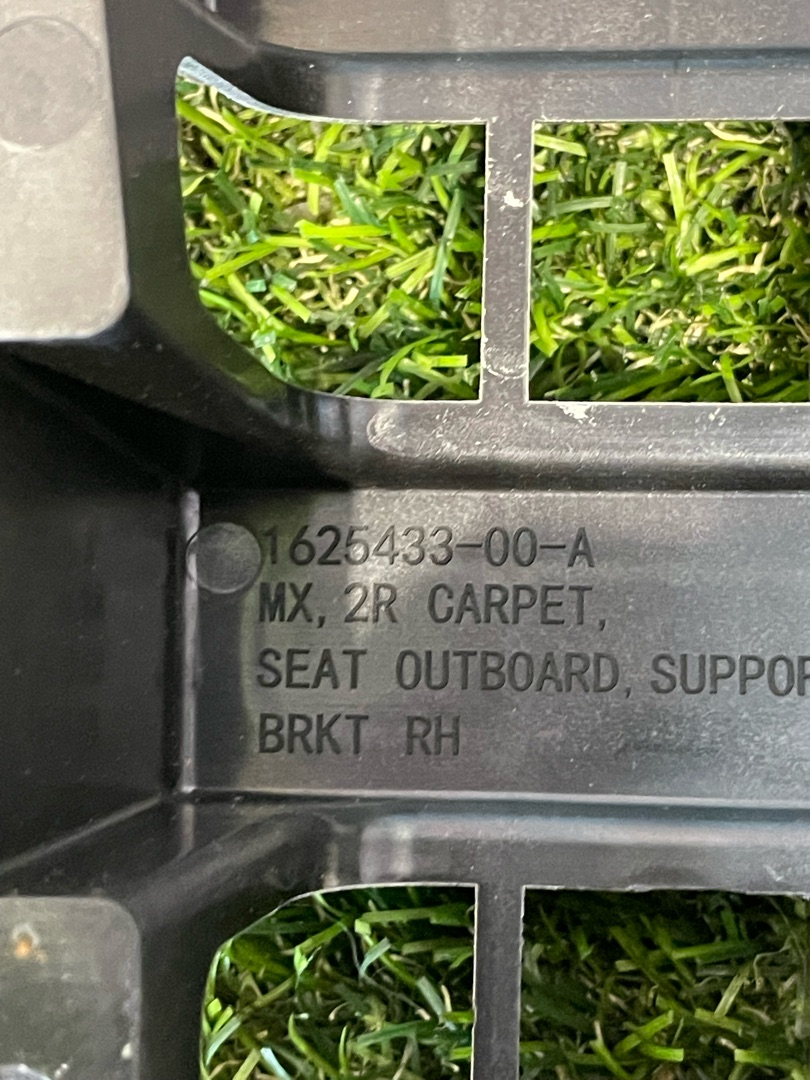 1625433-00-A
MX, 2R CARPET,
SEAT OUTBOARD, SUPPOR
BRKT RH